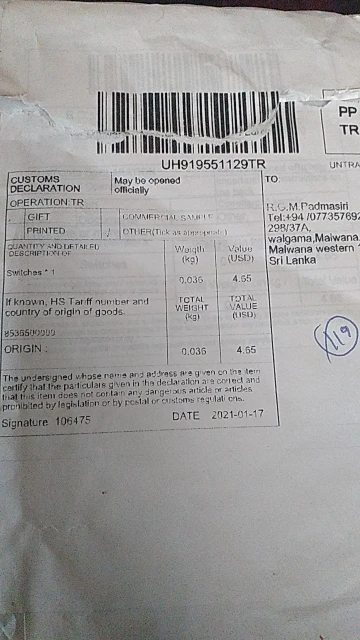 PP
TR
UH919551129TR
UNTRA
CUSTOMS DECLARATION
May be opened officially
OPERATION:TR
GIFT
COMMERCIAL SAMPLE
PRINTED
/ OTHER(Tick as appropriate)
QUANTITY AND DETAILED DESCRIPTION OF
Weigth (kg)
Value (USD)
Switches * 1
0.036
4.65
If known, HS Tariff number and country of origin of goods.
TOTAL WEIGHT (kg)
TOTAL VALUE (USD)
8536500000
ORIGIN :
0.036
4.65
The undersigned whose name and address are given on the item
certify that the particulars given in the declaration are correct and
that this item does not contain any dangerous article or articles
prohibited by legislation or by postal or customs regulations.
Signature 106475
DATE 2021-01-17
TO:
R.G.M.Padmasiri
Tel:+94 /077357692
298/37A,
walgama,Malwana
Malwana western
Sri Lanka
119